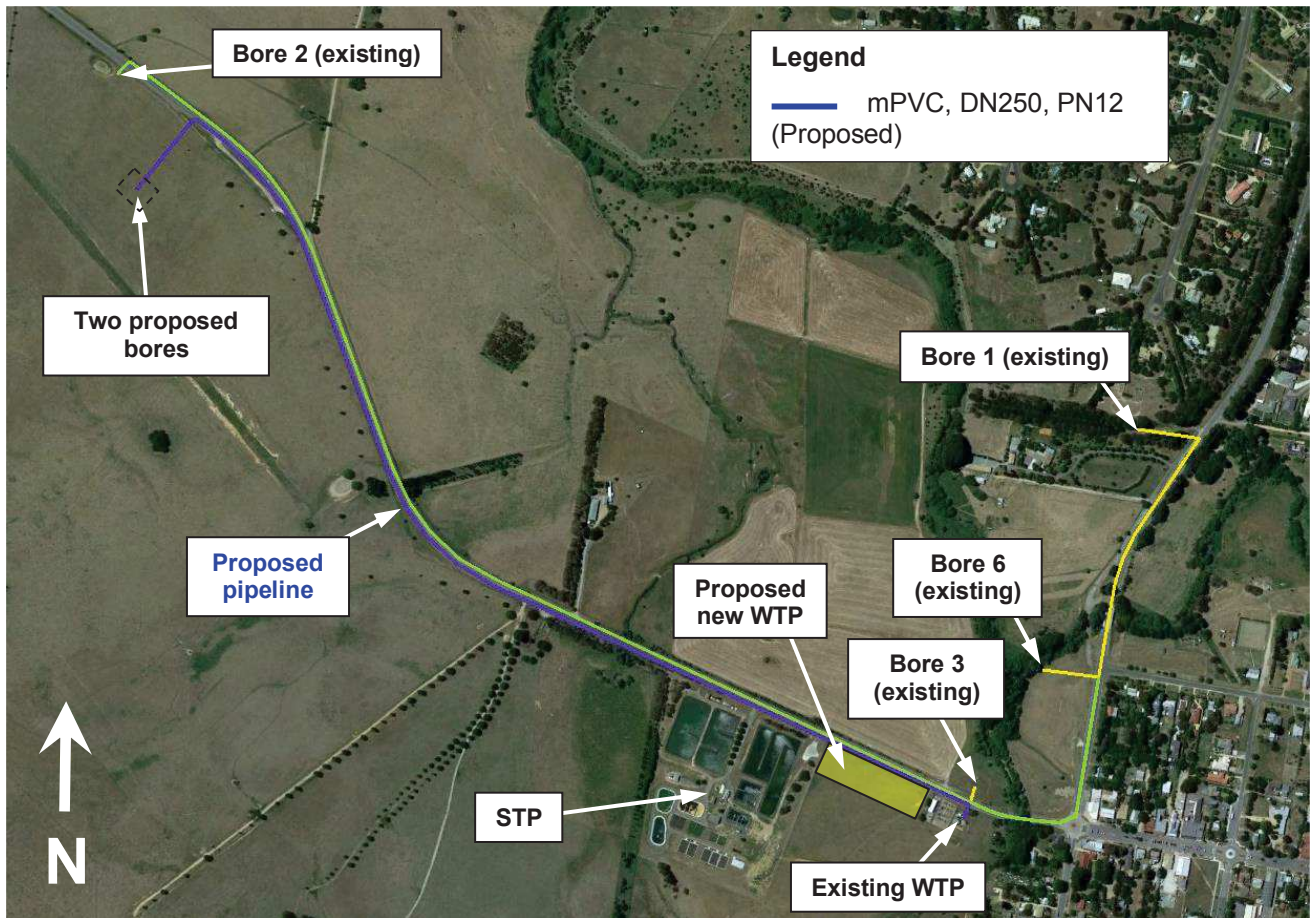 Bore 2 (existing)
Legend
mPVC, DN250, PN12
(Proposed)
Two proposed
bores
Bore 1 (existing)
Proposed
pipeline
Bore 6
(existing)
Proposed
new WTP
Bore 3
(existing)
STP
Existing WTP
N